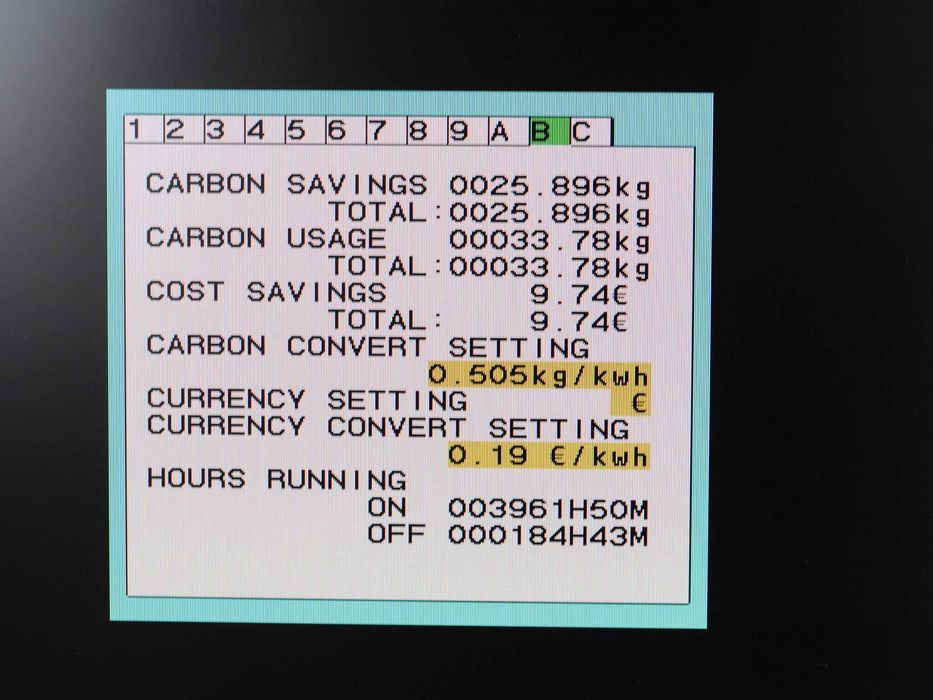 1 2 3 4 5 6 7 8 9 A B C
CARBON SAVINGS 0025.896kg
TOTAL:0025.896kg
CARBON USAGE 00033.78kg
TOTAL:00033.78kg
COST SAVINGS 9.74€
TOTAL: 9.74€
CARBON CONVERT SETTING
0.505kg/kwh
CURRENCY SETTING €
CURRENCY CONVERT SETTING
0.19 €/kwh
HOURS RUNNING
ON 003961H50M
OFF 000184H43M